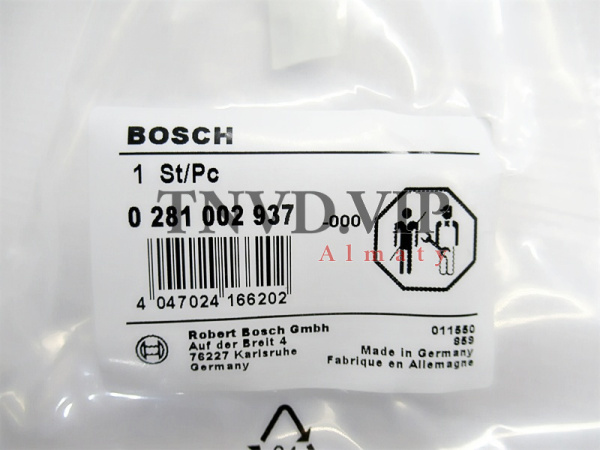 BOSCH
1 St/Pc
TNVD.VIP
0 281 002 937 -000
Almaty
4 047024 166202
Robert Bosch Gmbh
Auf der Breit 4
76227 Karlsruhe
Germany
011550
959
Made in Germany
Fabrique en Allemagne